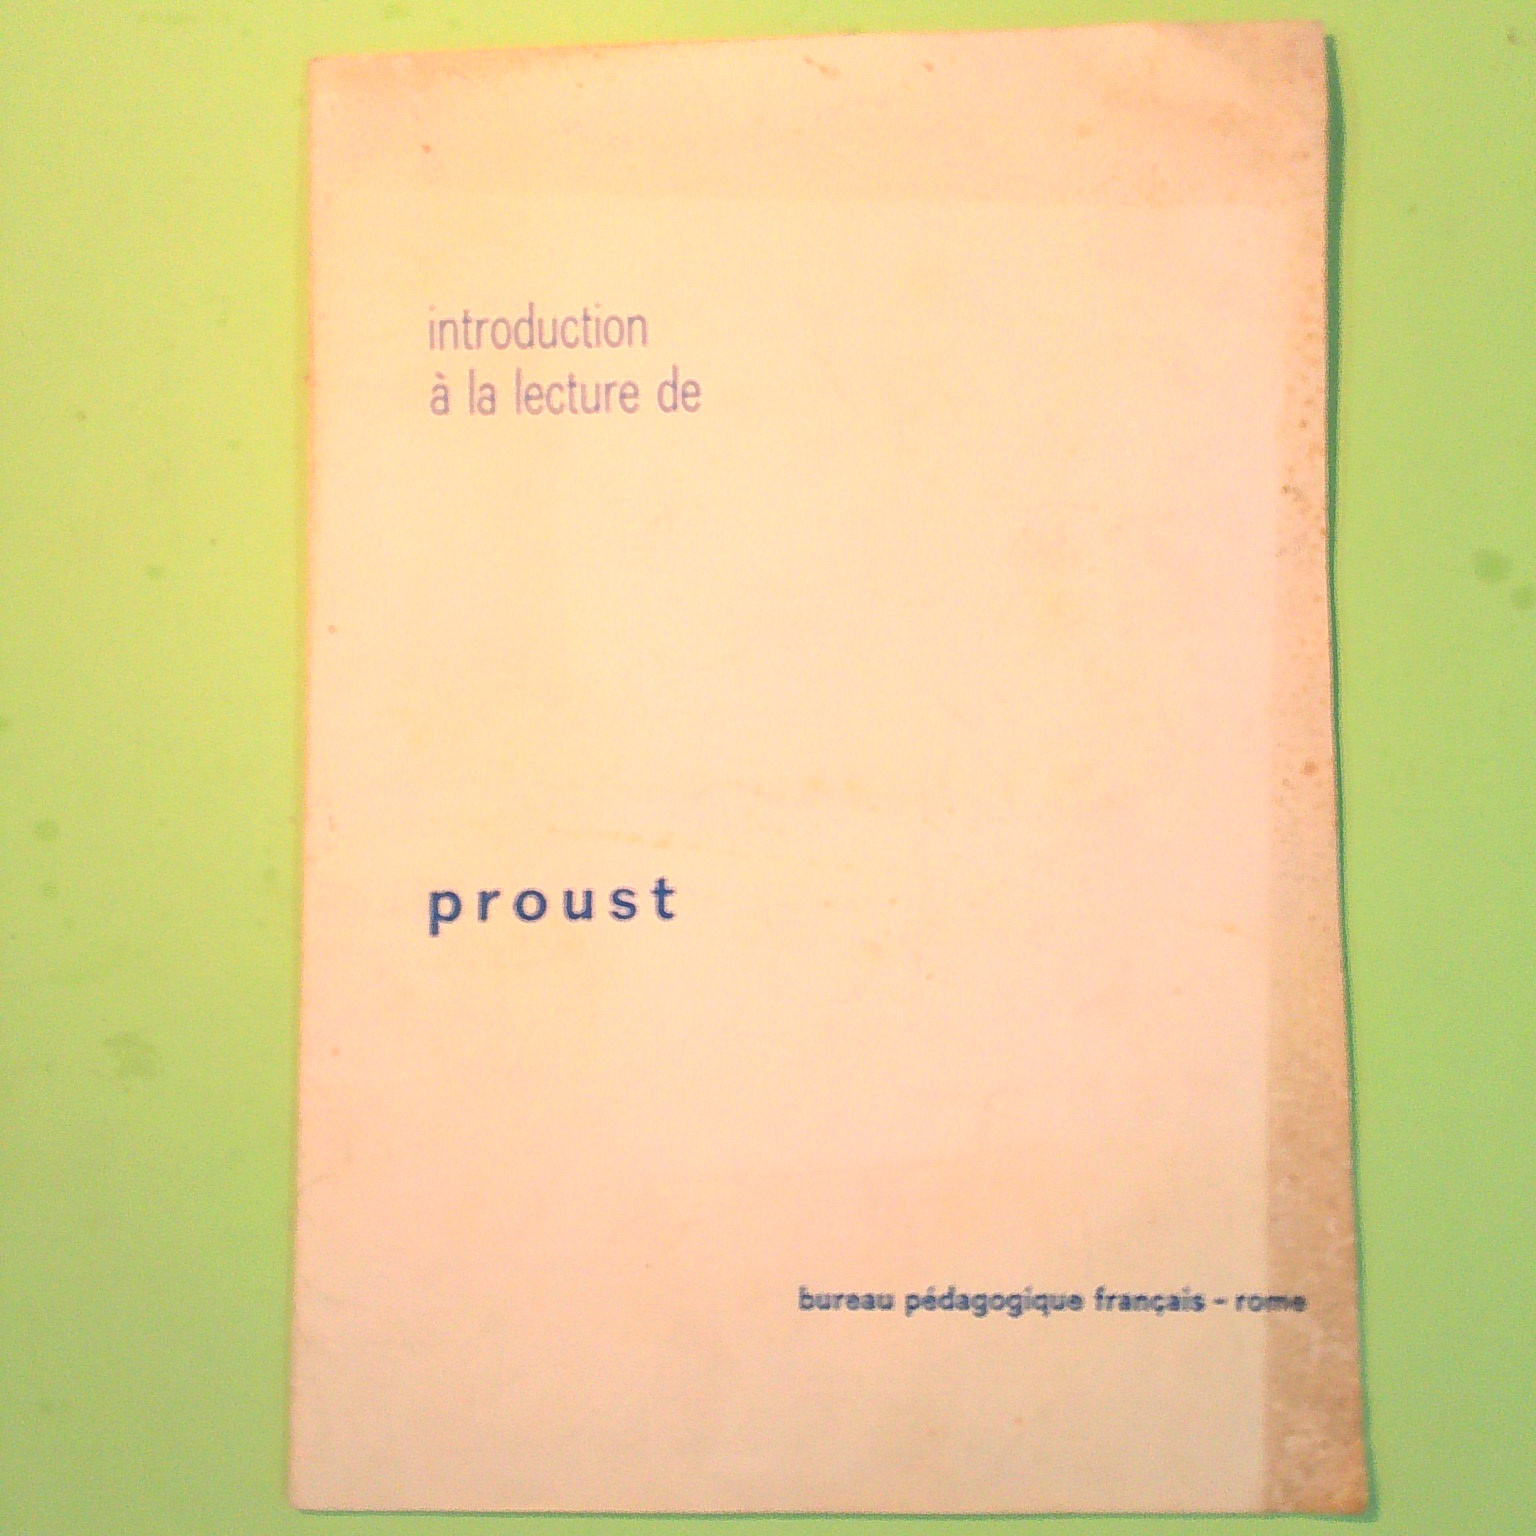 introduction
à la lecture de
proust
bureau pédagogique français - rome